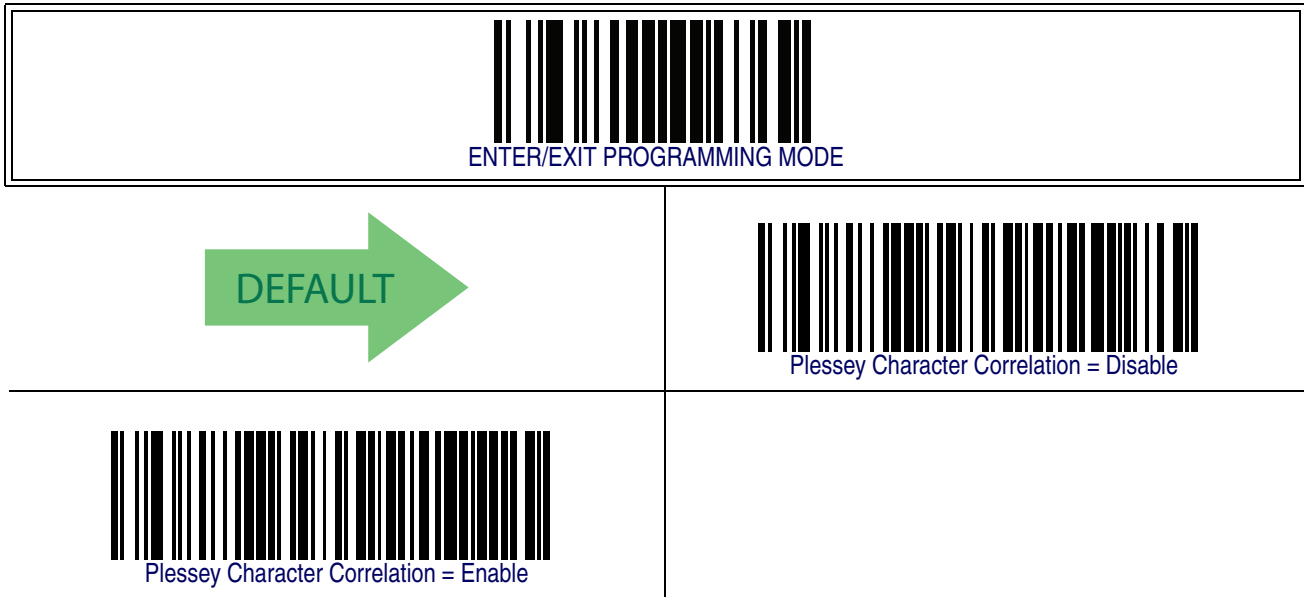 ENTER/EXIT PROGRAMMING MODE
DEFAULT
Plessey Character Correlation = Disable
Plessey Character Correlation = Enable